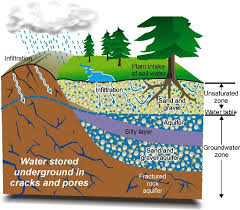 Infiltration
Plant intake
of soil water
Infiltration
Sand and
gravel
Unsaturated
zone
Water table
Aquifer
Silty layer
Groundwater
zone
Sand and
gravel aquifer
Water stored
underground in
cracks and pores
Fractured
rock
aquifer